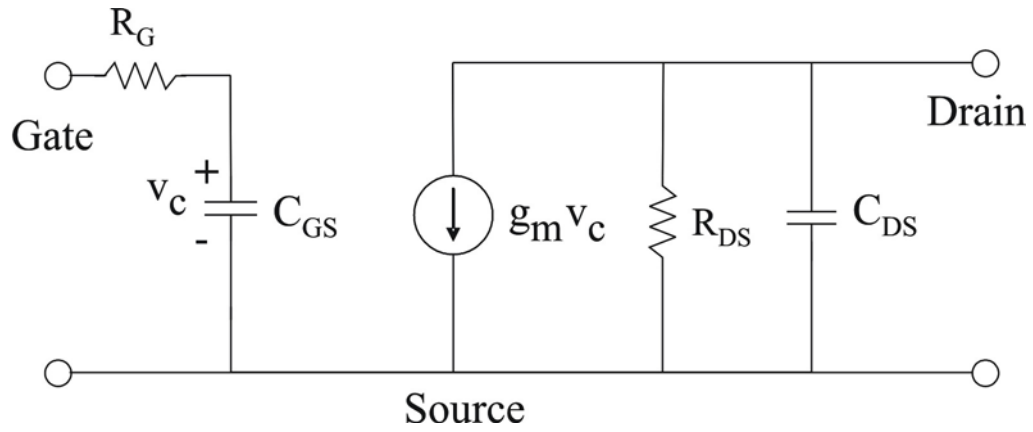 R_G
Gate
Drain
+
v_c
-
C_GS
g_m v_c
R_DS
C_DS
Source